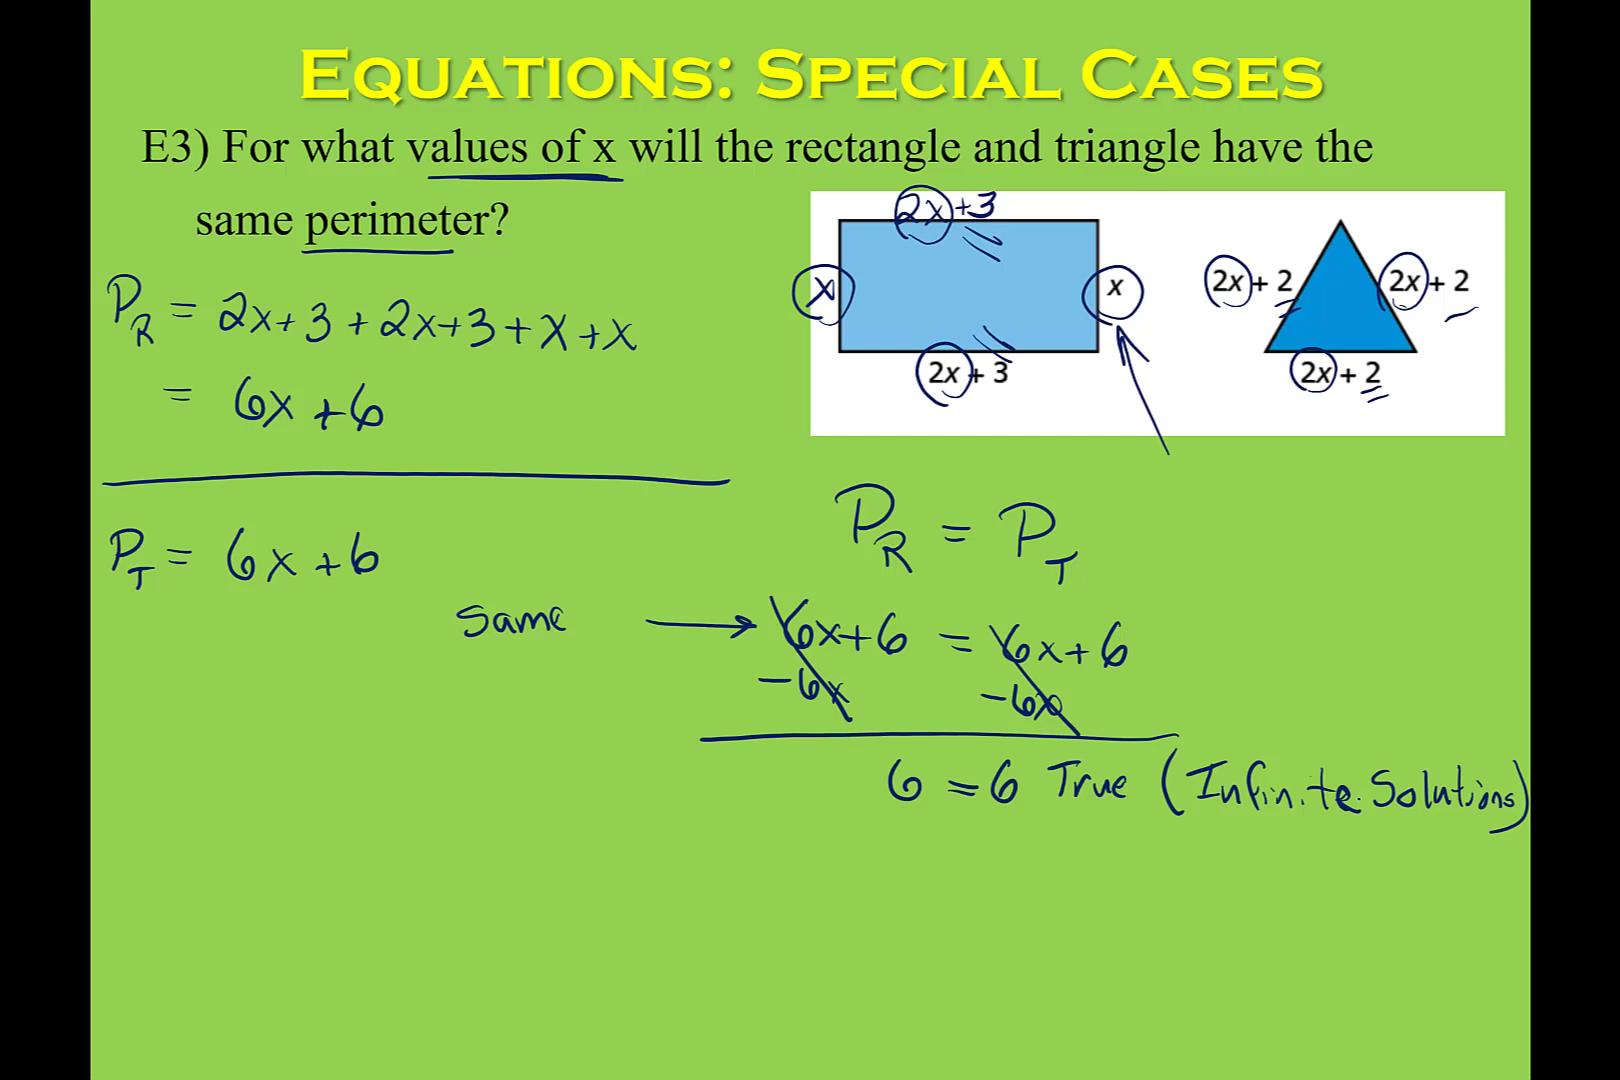 EQUATIONS: SPECIAL CASES
E3) For what values of x will the rectangle and triangle have the
same perimeter?
2x+3
x
x
2x + 3
2x + 2
2x + 2
2x + 2
P_R = 2x+3+2x+3+x+x
= 6x+6
P_T = 6x+6
P_R = P_T
Same → 6x+6 = 6x+6
-6x -6x
6 = 6 True (Infinite Solutions)